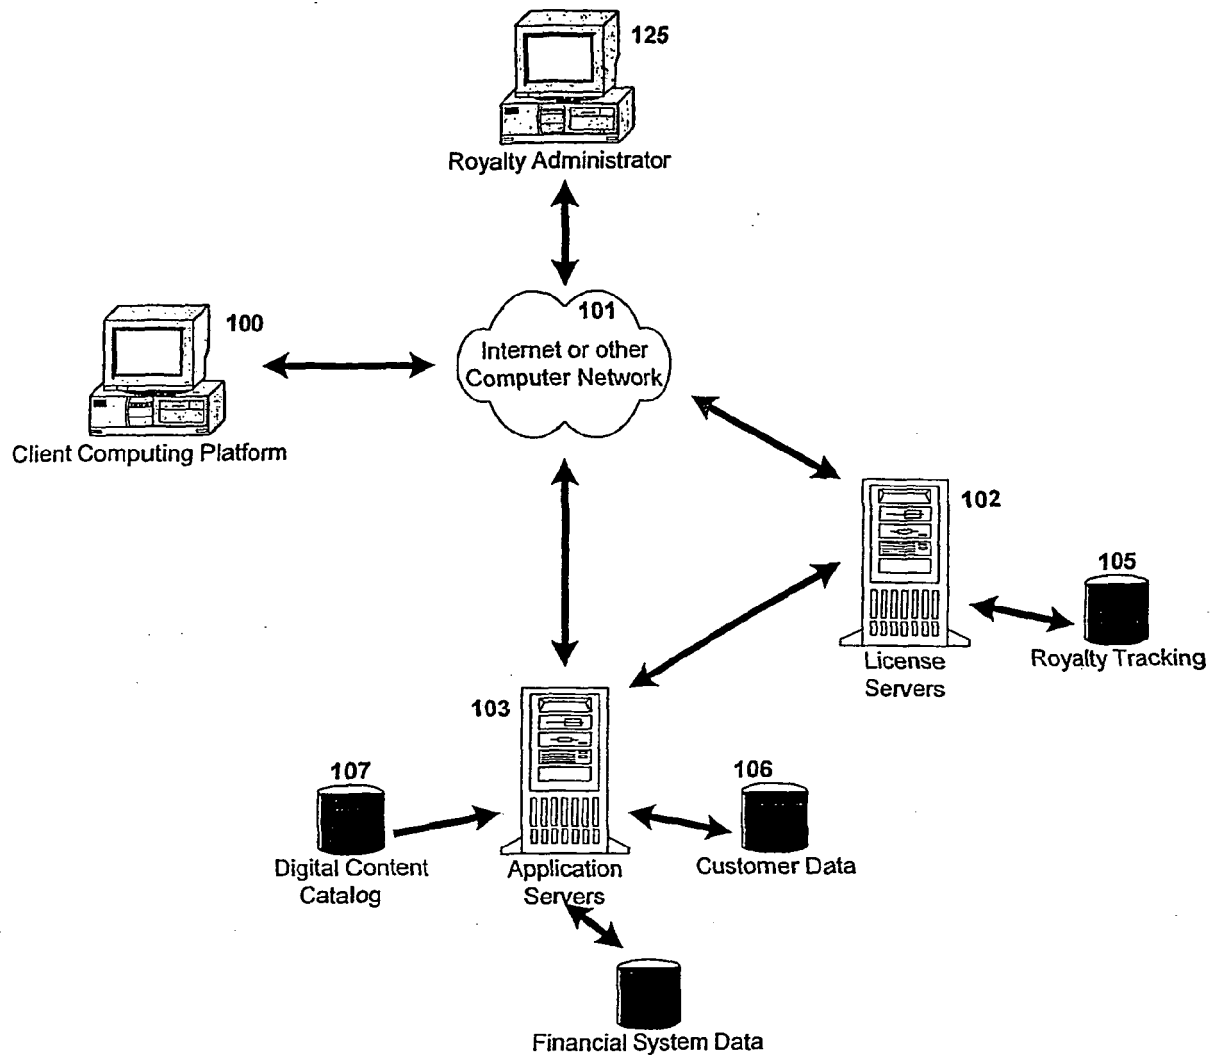 125
Royalty Administrator
101
Internet or other
Computer Network
100
Client Computing Platform
102
License
Servers
105
Royalty Tracking
103
Application
Servers
107
Digital Content
Catalog
106
Customer Data
Financial System Data